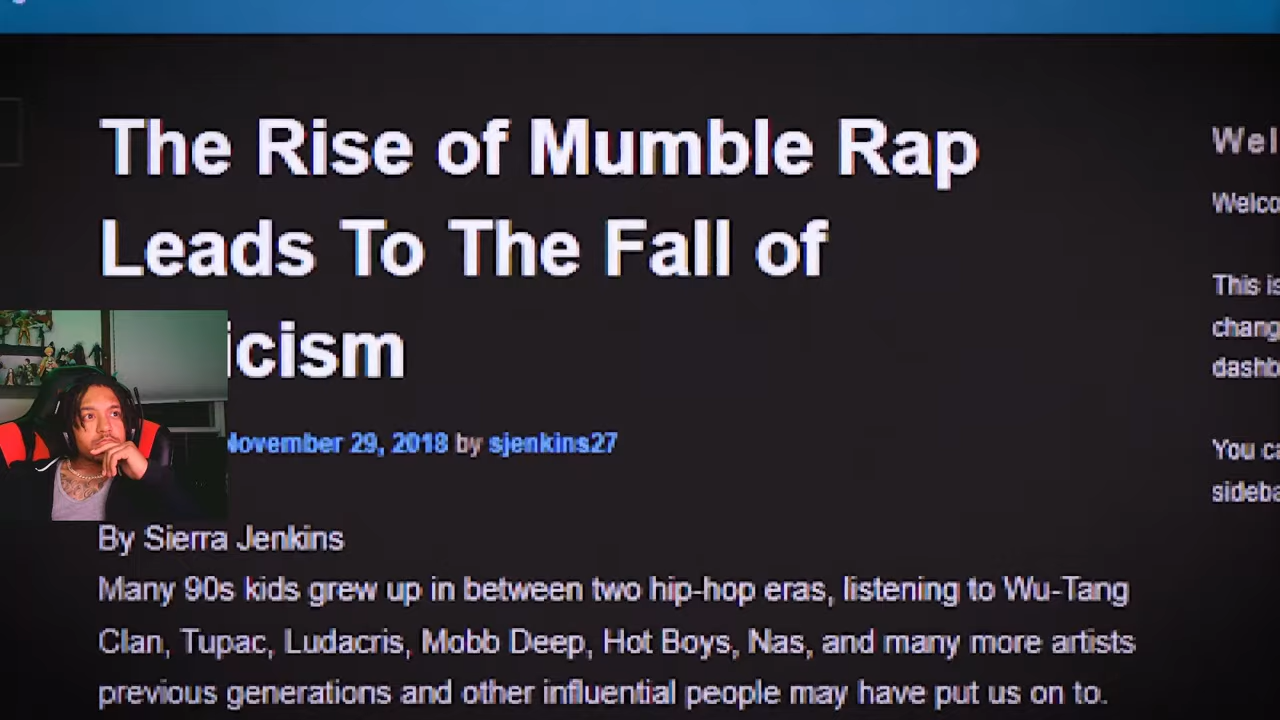 The Rise of Mumble Rap
Leads To The Fall of
icism
November 29, 2018 by sjenkins27
By Sierra Jenkins
Many 90s kids grew up in between two hip-hop eras, listening to Wu-Tang
Clan, Tupac, Ludacris, Mobb Deep, Hot Boys, Nas, and many more artists
previous generations and other influential people may have put us on to.
Wel
Welco
This is
chang
dashb
You ca
sideba